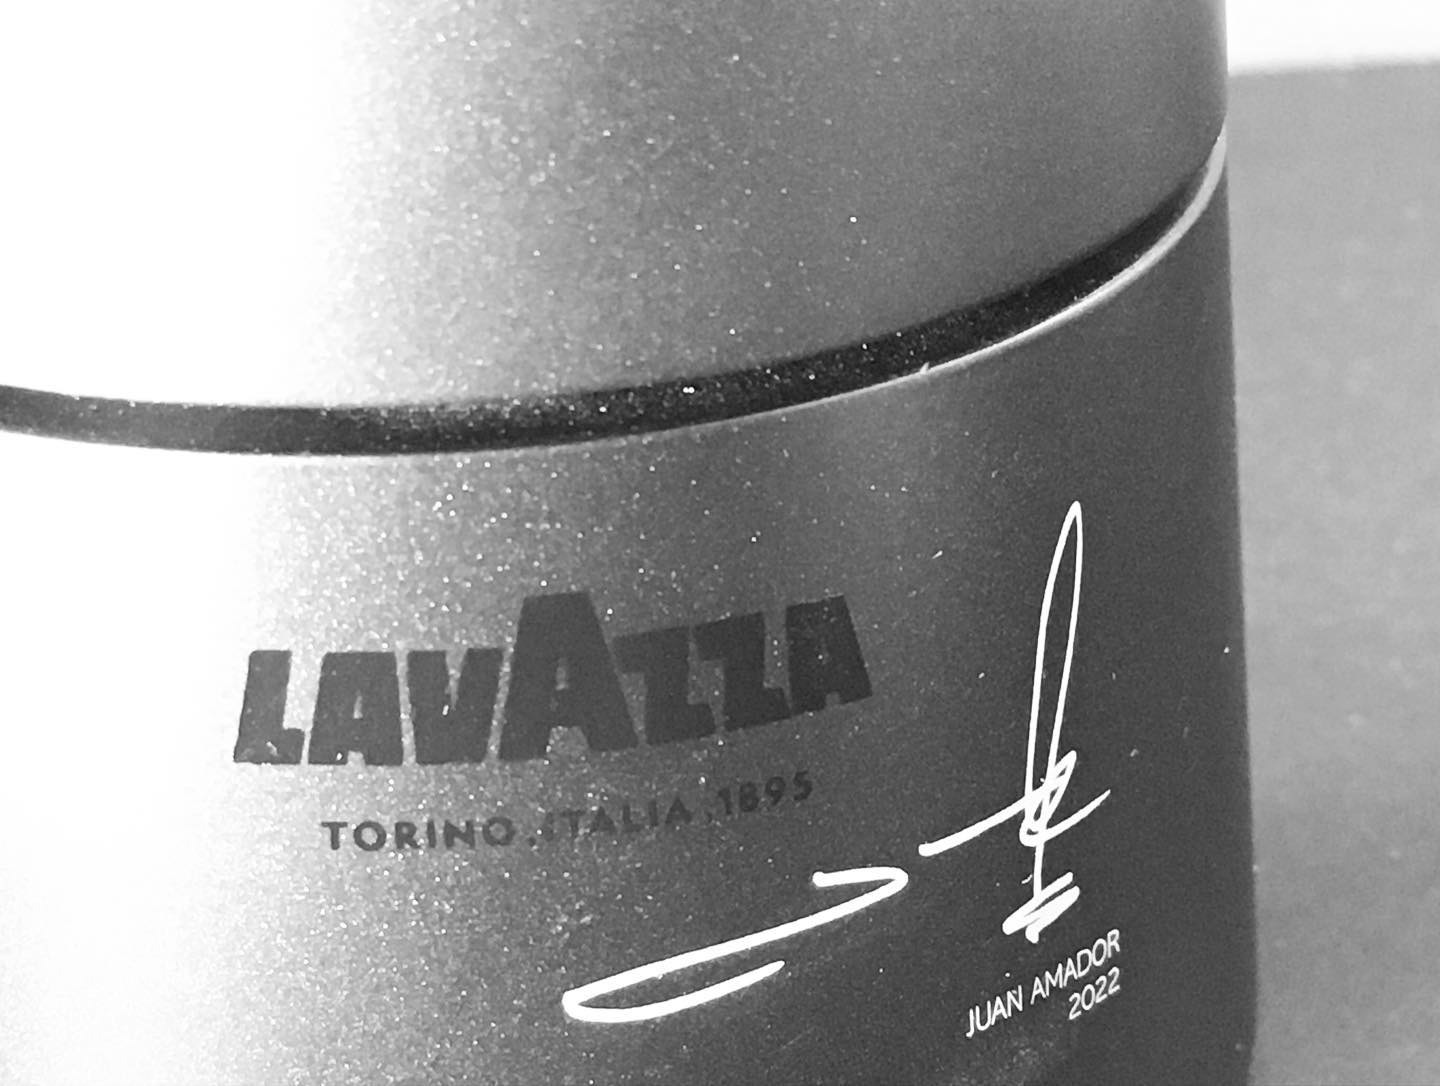 LAVAZZA
TORINO, ITALIA, 1895
JUAN AMADOR
2022